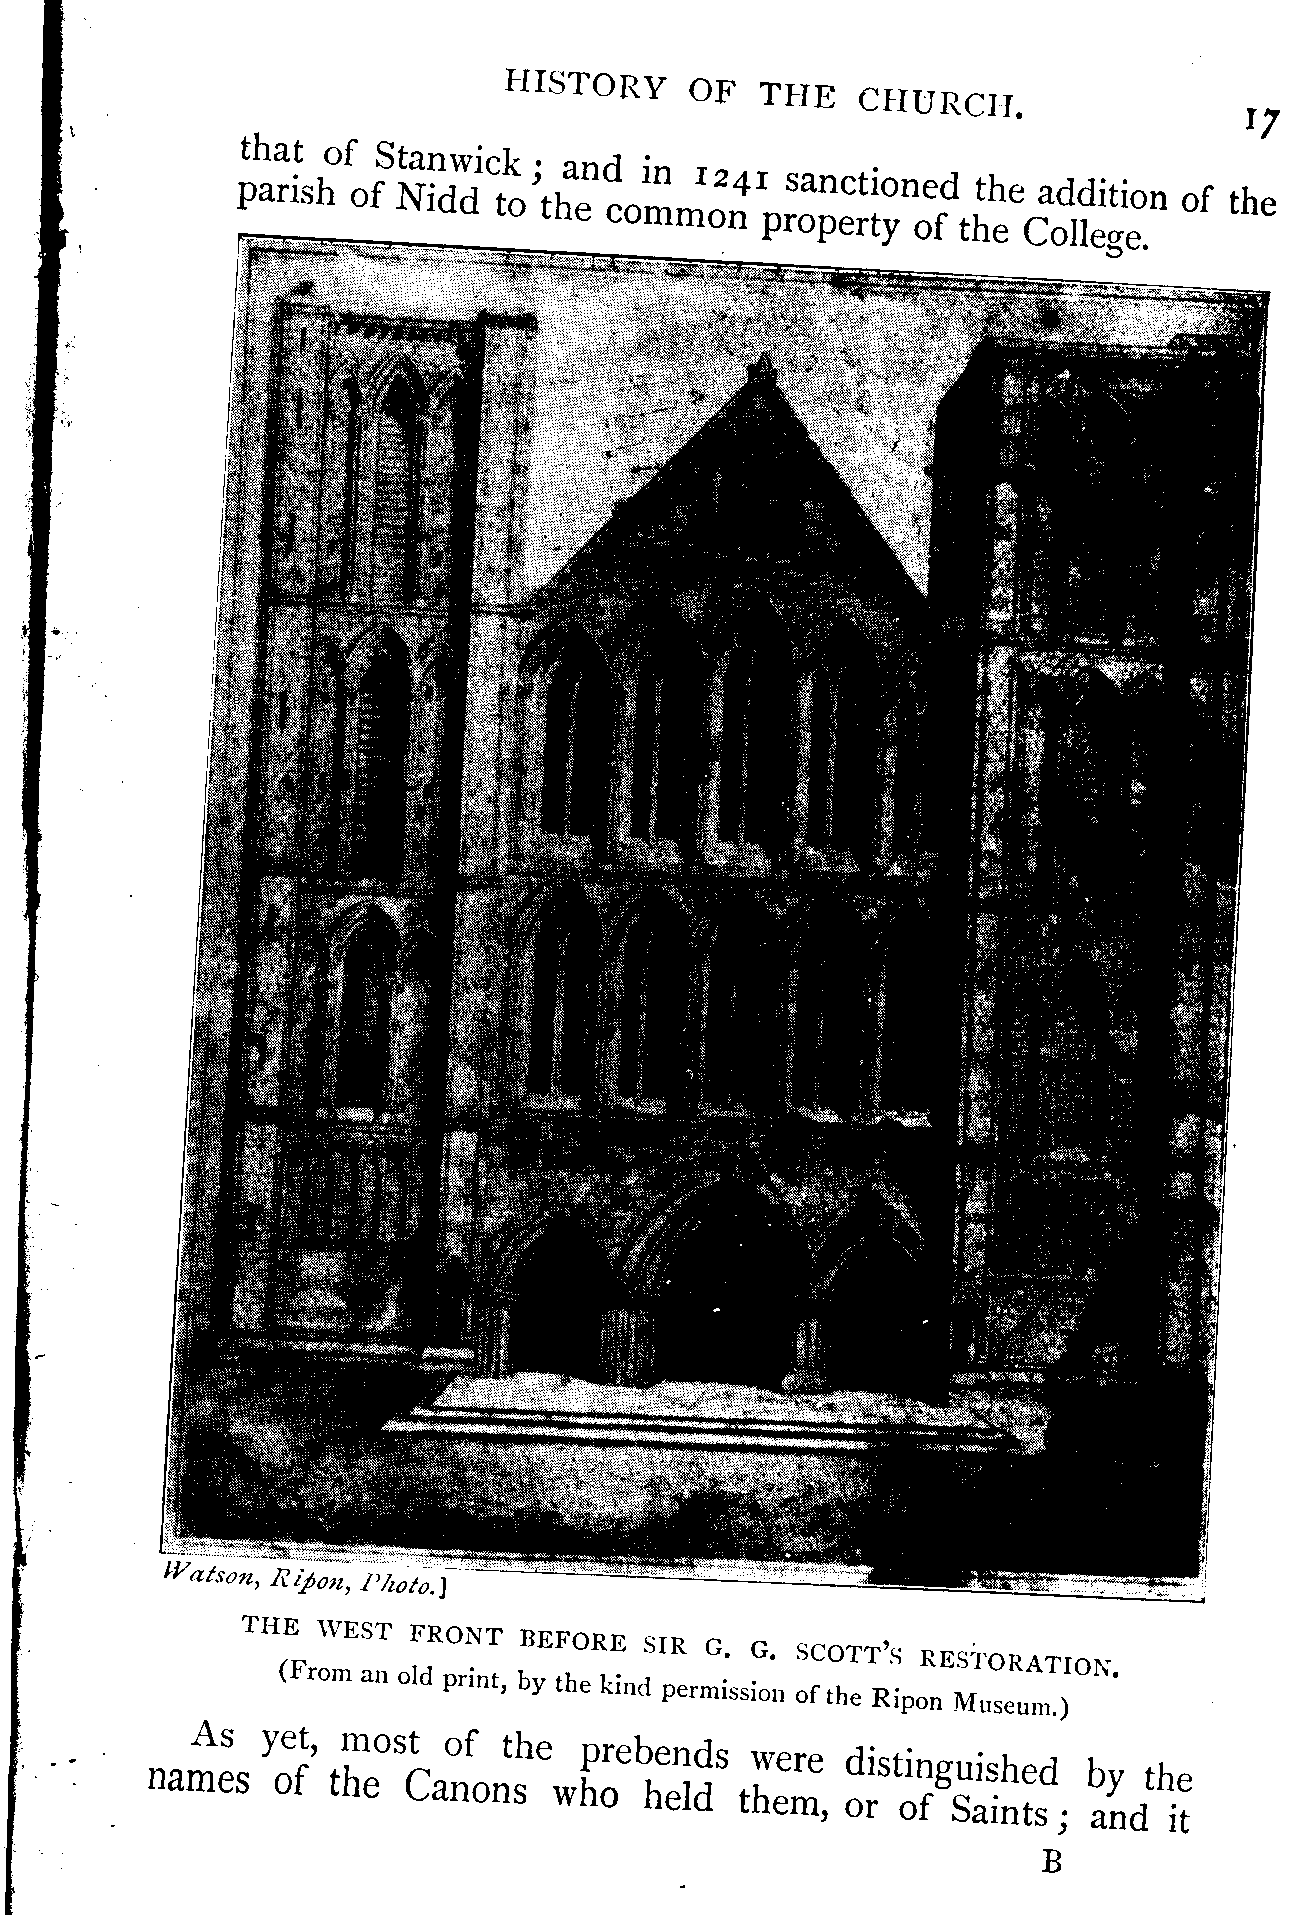 HISTORY OF THE CHURCH. 17
that of Stanwick ; and in 1241 sanctioned the addition of the
parish of Nidd to the common property of the College.
Watson, Ripon, Photo.]
THE WEST FRONT BEFORE SIR G. G. SCOTT'S RESTORATION.
(From an old print, by the kind permission of the Ripon Museum.)
As yet, most of the prebends were distinguished by the
names of the Canons who held them, or of Saints ; and it
B